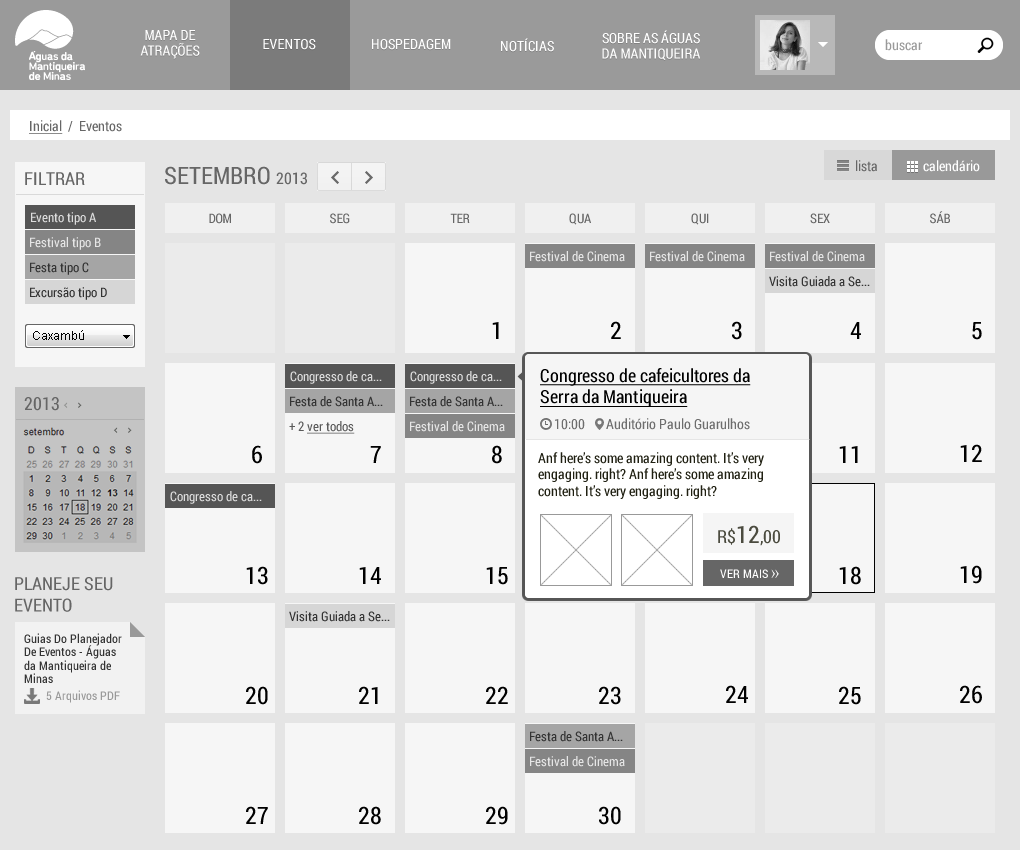 Águas da
Mantiqueira
de Minas
MAPA DE
ATRAÇÕES
EVENTOS
HOSPEDAGEM
NOTÍCIAS
SOBRE AS ÁGUAS
DA MANTIQUEIRA
buscar
Inicial / Eventos
FILTRAR
Evento tipo A
Festival tipo B
Festa tipo C
Excursão tipo D
Caxambú
2013 ‹ ›
setembro ‹ ›
D S T Q Q S S
25 26 27 28 29 30 31
1 2 3 4 5 6 7
8 9 10 11 12 13 14
15 16 17 18 19 20 21
22 23 24 25 26 27 28
29 30 1 2 3 4 5
PLANEJE SEU
EVENTO
Guias Do Planejador
De Eventos - Águas
da Mantiqueira de
Minas
5 Arquivos PDF
SETEMBRO 2013
lista
calendário
DOM SEG TER QUA QUI SEX SÁB
Festival de Cinema Festival de Cinema Festival de Cinema
Visita Guiada a Se...
1 2 3 4 5
Congresso de ca... Congresso de ca...
Festa de Santa A... Festa de Santa A...
+ 2 ver todos Festival de Cinema
6 7 8 11 12
Congresso de cafeicultores da
Serra da Mantiqueira
10:00 Auditório Paulo Guarulhos
Anf here's some amazing content. It's very
engaging. right? Anf here's some amazing
content. It's very engaging. right?
R$12,00
VER MAIS »
Congresso de ca...
13 14 15 18 19
Visita Guiada a Se...
20 21 22 23 24 25 26
Festa de Santa A...
Festival de Cinema
27 28 29 30